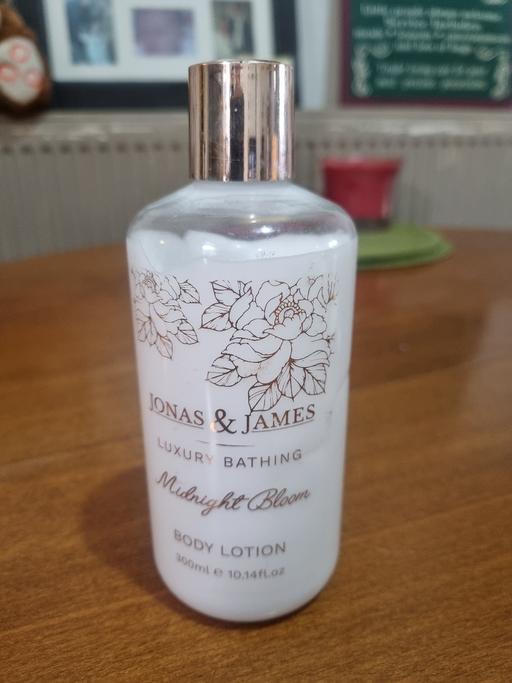 JONAS & JAMES
LUXURY BATHING
Midnight Bloom
BODY LOTION
300ml e 10.14fl.oz